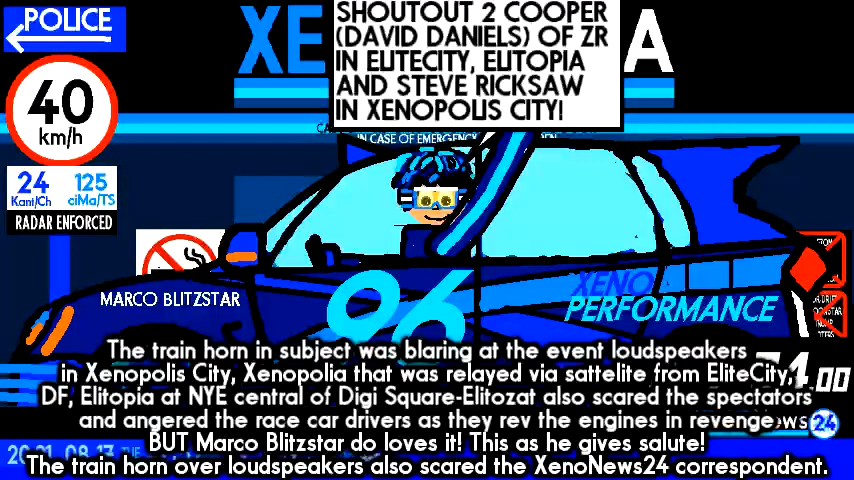 POLICE
XE
A
SHOUTOUT 2 COOPER
(DAVID DANIELS) OF ZR
IN ELITECITY, ELITOPIA
AND STEVE RICKSAW
IN XENOPOLIS CITY!
40
km/h
IN CASE OF EMERGENCY
24
Kant/Ch
125
ciMa/TS
RADAR ENFORCED
MARCO BLITZSTAR
96
XENO
PERFORMANCE
The train horn in subject was blaring at the event loudspeakers
in Xenopolis City, Xenopolia that was relayed via sattelite from EliteCity,
DF, Elitopia at NYE central of Digi Square-Elitozat also scared the spectators
and angered the race car drivers as they rev the engines in revenge
BUT Marco Blitzstar do loves it! This as he gives salute!
The train horn over loudspeakers also scared the XenoNews24 correspondent.
.00
ws 24